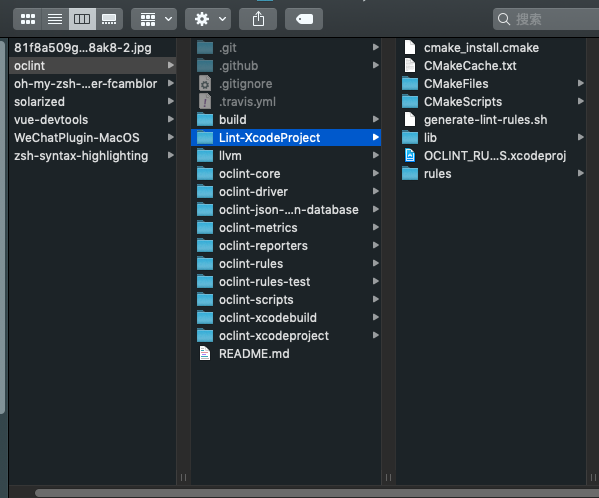 搜索
81f8a509g...8ak8-2.jpg
oclint
oh-my-zsh-...er-fcamblor
solarized
vue-devtools
WeChatPlugin-MacOS
zsh-syntax-highlighting
.git
.github
.gitignore
.travis.yml
build
Lint-XcodeProject
llvm
oclint-core
oclint-driver
oclint-json-...n-database
oclint-metrics
oclint-reporters
oclint-rules
oclint-rules-test
oclint-scripts
oclint-xcodebuild
oclint-xcodeproject
README.md
cmake_install.cmake
CMakeCache.txt
CMakeFiles
CMakeScripts
generate-lint-rules.sh
lib
OCLINT_RU...S.xcodeproj
rules